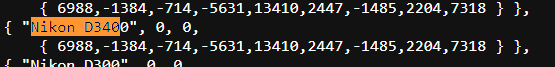 { 6988,-1384,-714,-5631,13410,2447,-1485,2204,7318 } },
{ "Nikon D3400", 0, 0,
{ 6988,-1384,-714,-5631,13410,2447,-1485,2204,7318 } },
{ "Nikon D300", 0, 0,